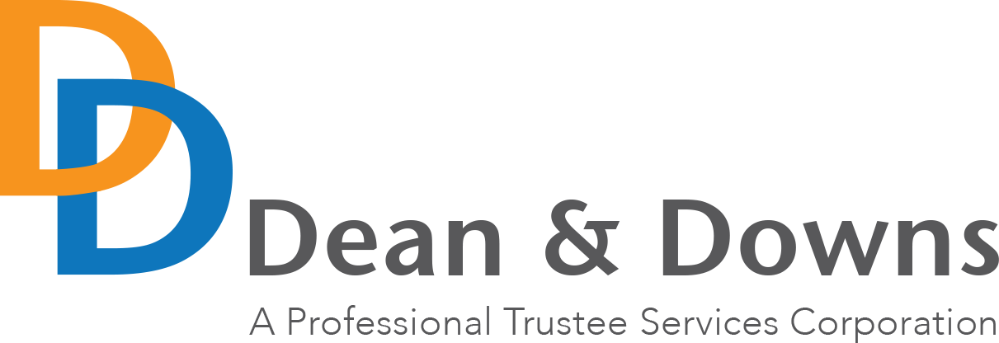 DD
Dean & Downs
A Professional Trustee Services Corporation